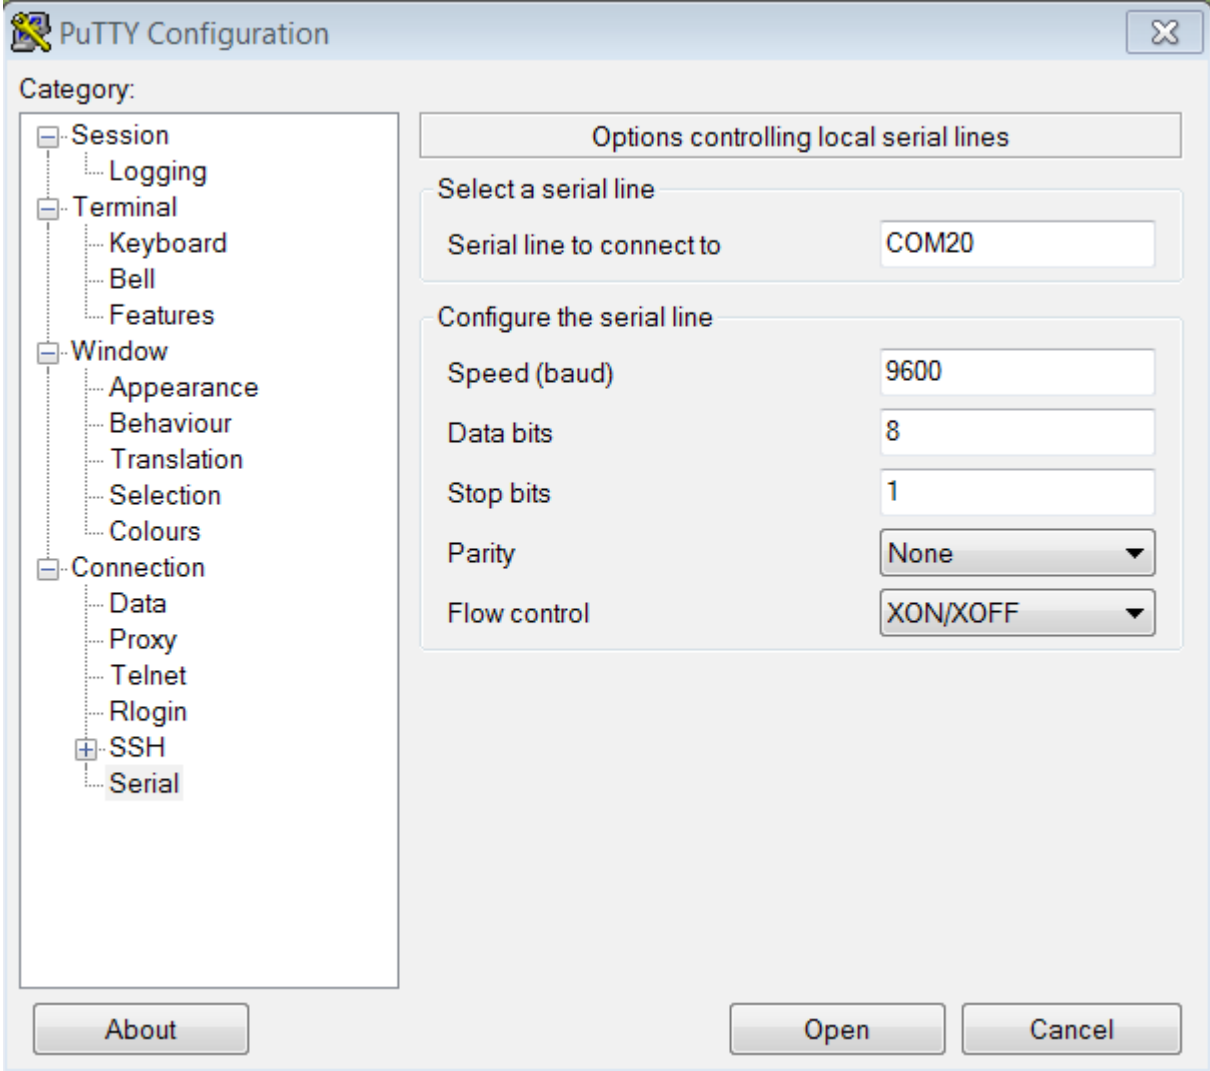 PuTTY Configuration
Category:
Session
Logging
Terminal
Keyboard
Bell
Features
Window
Appearance
Behaviour
Translation
Selection
Colours
Connection
Data
Proxy
Telnet
Rlogin
SSH
Serial
Options controlling local serial lines
Select a serial line
Serial line to connect to COM20
Configure the serial line
Speed (baud) 9600
Data bits 8
Stop bits 1
Parity None
Flow control XON/XOFF
About Open Cancel